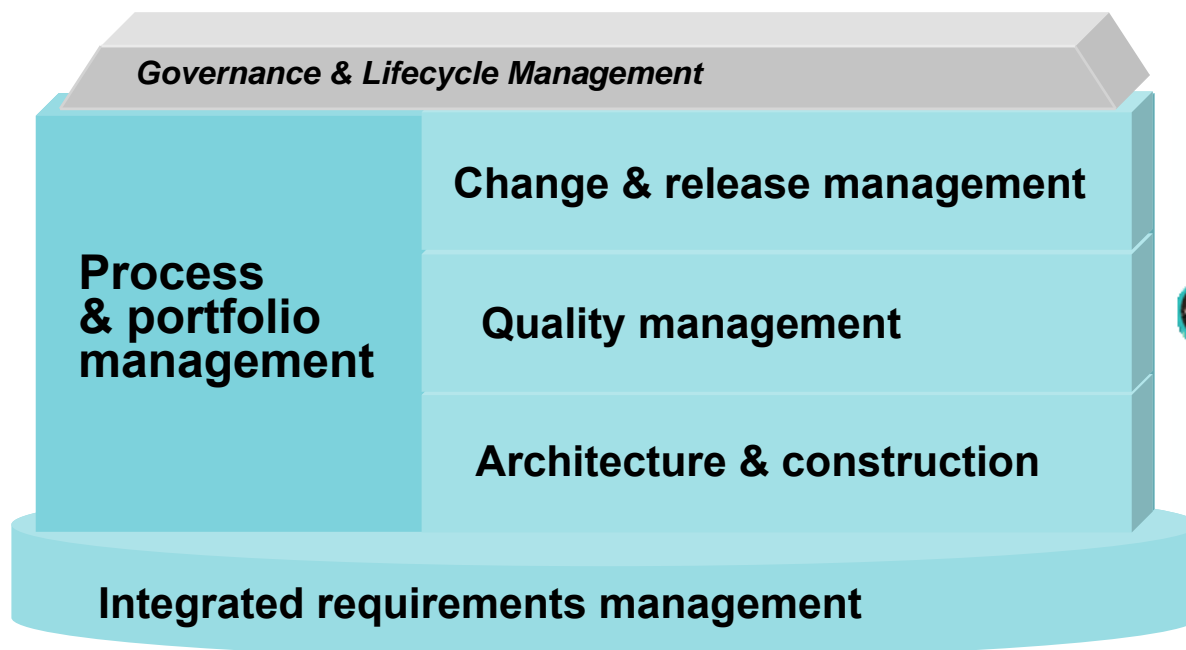 Governance & Lifecycle Management
Process
& portfolio
management
Change & release management
Quality management
Architecture & construction
Integrated requirements management